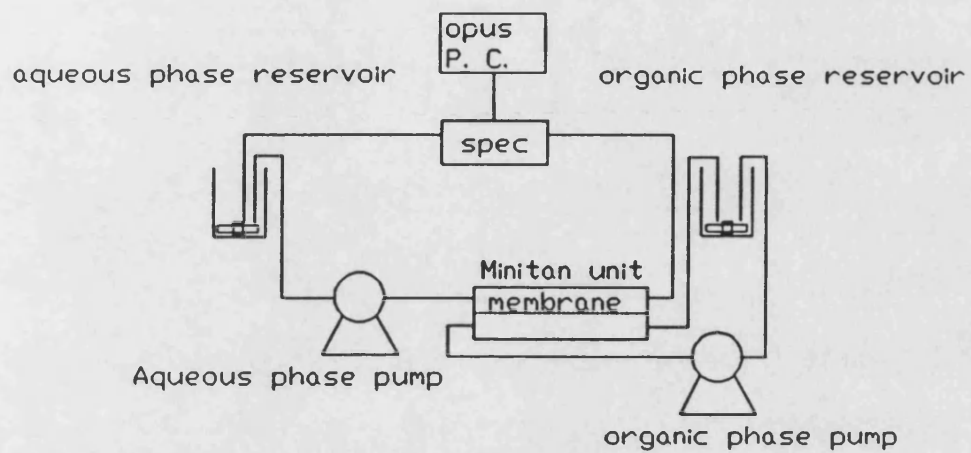 opus
P. C.
aqueous phase reservoir
organic phase reservoir
spec
Minitan unit
membrane
Aqueous phase pump
organic phase pump